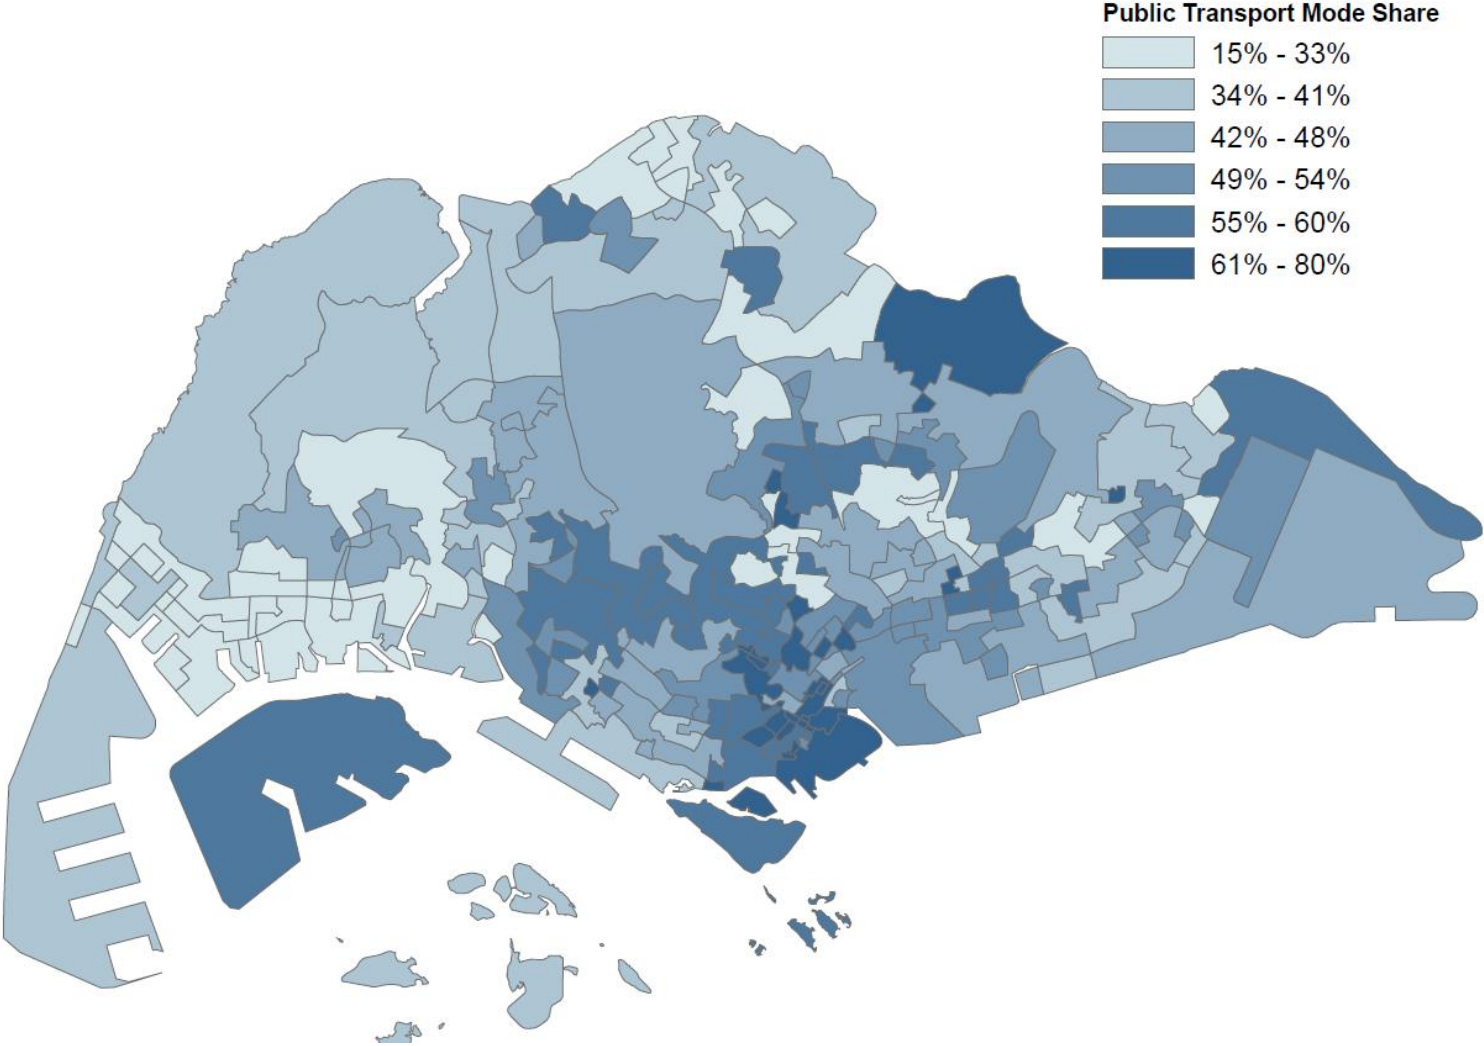 Public Transport Mode Share
15% - 33%
34% - 41%
42% - 48%
49% - 54%
55% - 60%
61% - 80%